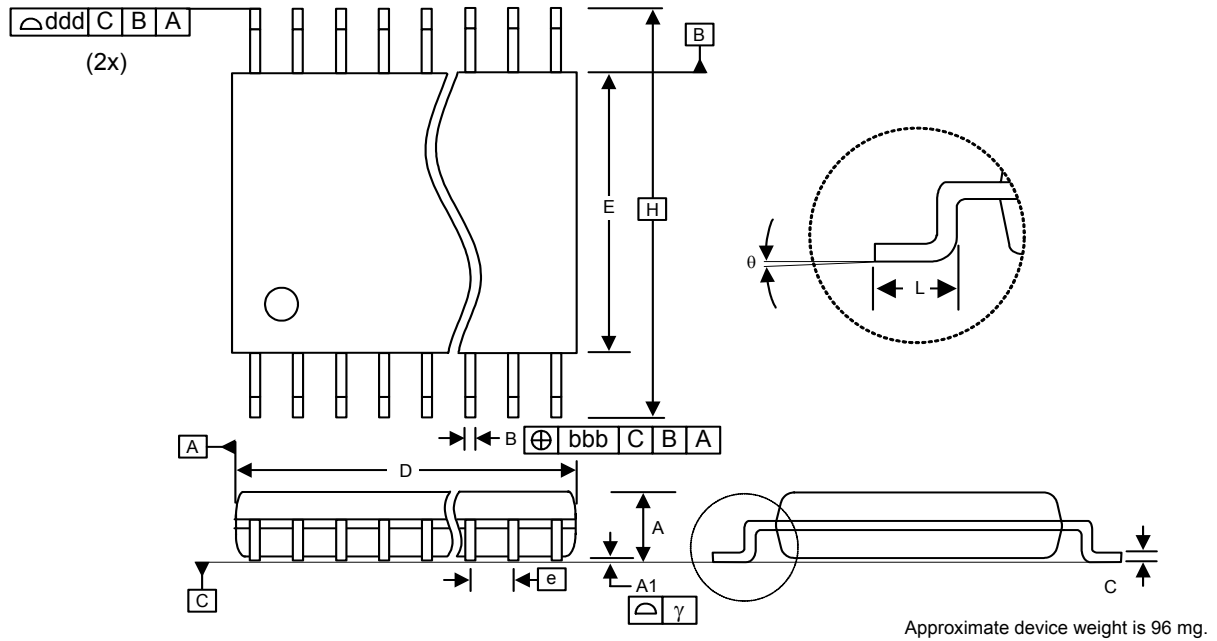 ⌓ ddd C B A
(2x)
B
E
H
θ
L
B ⌖ bbb C B A
A
D
A
e
A1
⌓ γ
C
C
Approximate device weight is 96 mg.